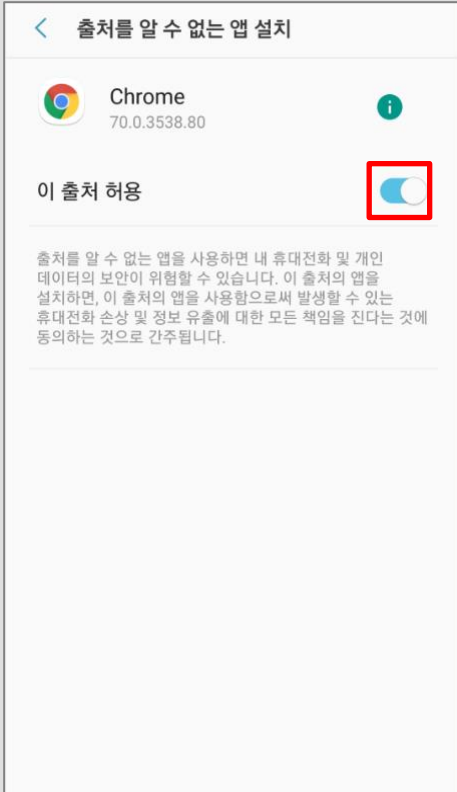 출처를 알 수 없는 앱 설치
Chrome
70.0.3538.80
이 출처 허용
출처를 알 수 없는 앱을 사용하면 내 휴대전화 및 개인
데이터의 보안이 위험할 수 있습니다. 이 출처의 앱을
설치하면, 이 출처의 앱을 사용함으로써 발생할 수 있는
휴대전화 손상 및 정보 유출에 대한 모든 책임을 진다는 것에
동의하는 것으로 간주됩니다.